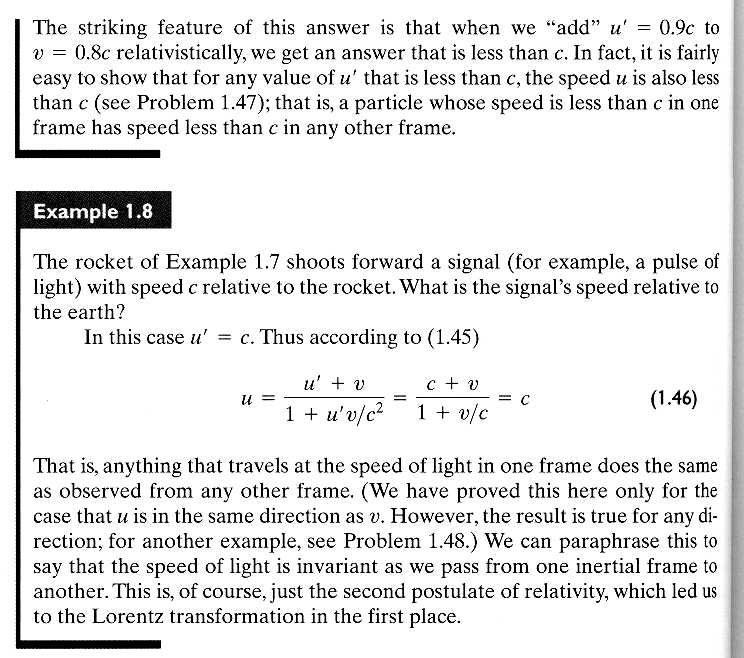 The striking feature of this answer is that when we “add” u′ = 0.9c to
v = 0.8c relativistically, we get an answer that is less than c. In fact, it is fairly
easy to show that for any value of u′ that is less than c, the speed u is also less
than c (see Problem 1.47); that is, a particle whose speed is less than c in one
frame has speed less than c in any other frame.
Example 1.8
The rocket of Example 1.7 shoots forward a signal (for example, a pulse of
light) with speed c relative to the rocket. What is the signal’s speed relative to
the earth?
In this case u′ = c. Thus according to (1.45)
u = (u′ + v)/(1 + u′v/c²) = (c + v)/(1 + v/c) = c (1.46)
That is, anything that travels at the speed of light in one frame does the same
as observed from any other frame. (We have proved this here only for the
case that u is in the same direction as v. However, the result is true for any di-
rection; for another example, see Problem 1.48.) We can paraphrase this to
say that the speed of light is invariant as we pass from one inertial frame to
another. This is, of course, just the second postulate of relativity, which led us
to the Lorentz transformation in the first place.